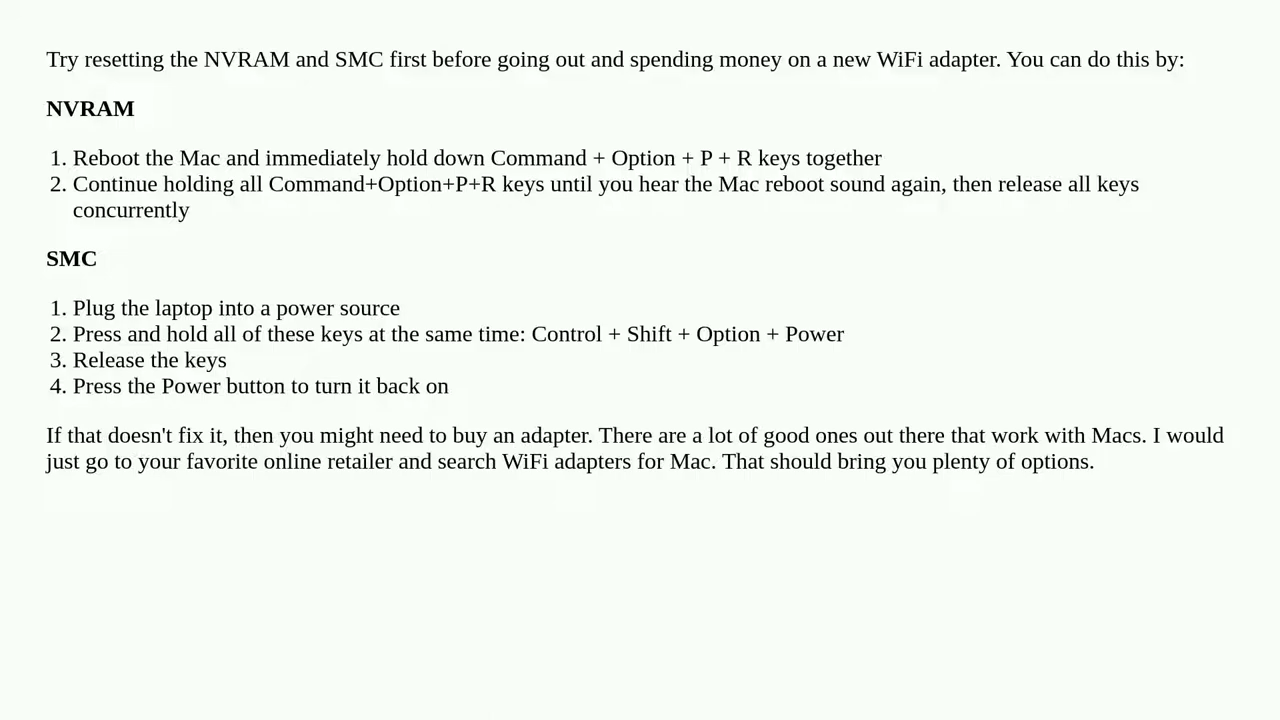 Try resetting the NVRAM and SMC first before going out and spending money on a new WiFi adapter. You can do this by:
NVRAM
1. Reboot the Mac and immediately hold down Command + Option + P + R keys together
2. Continue holding all Command+Option+P+R keys until you hear the Mac reboot sound again, then release all keys
concurrently
SMC
1. Plug the laptop into a power source
2. Press and hold all of these keys at the same time: Control + Shift + Option + Power
3. Release the keys
4. Press the Power button to turn it back on
If that doesn't fix it, then you might need to buy an adapter. There are a lot of good ones out there that work with Macs. I would
just go to your favorite online retailer and search WiFi adapters for Mac. That should bring you plenty of options.